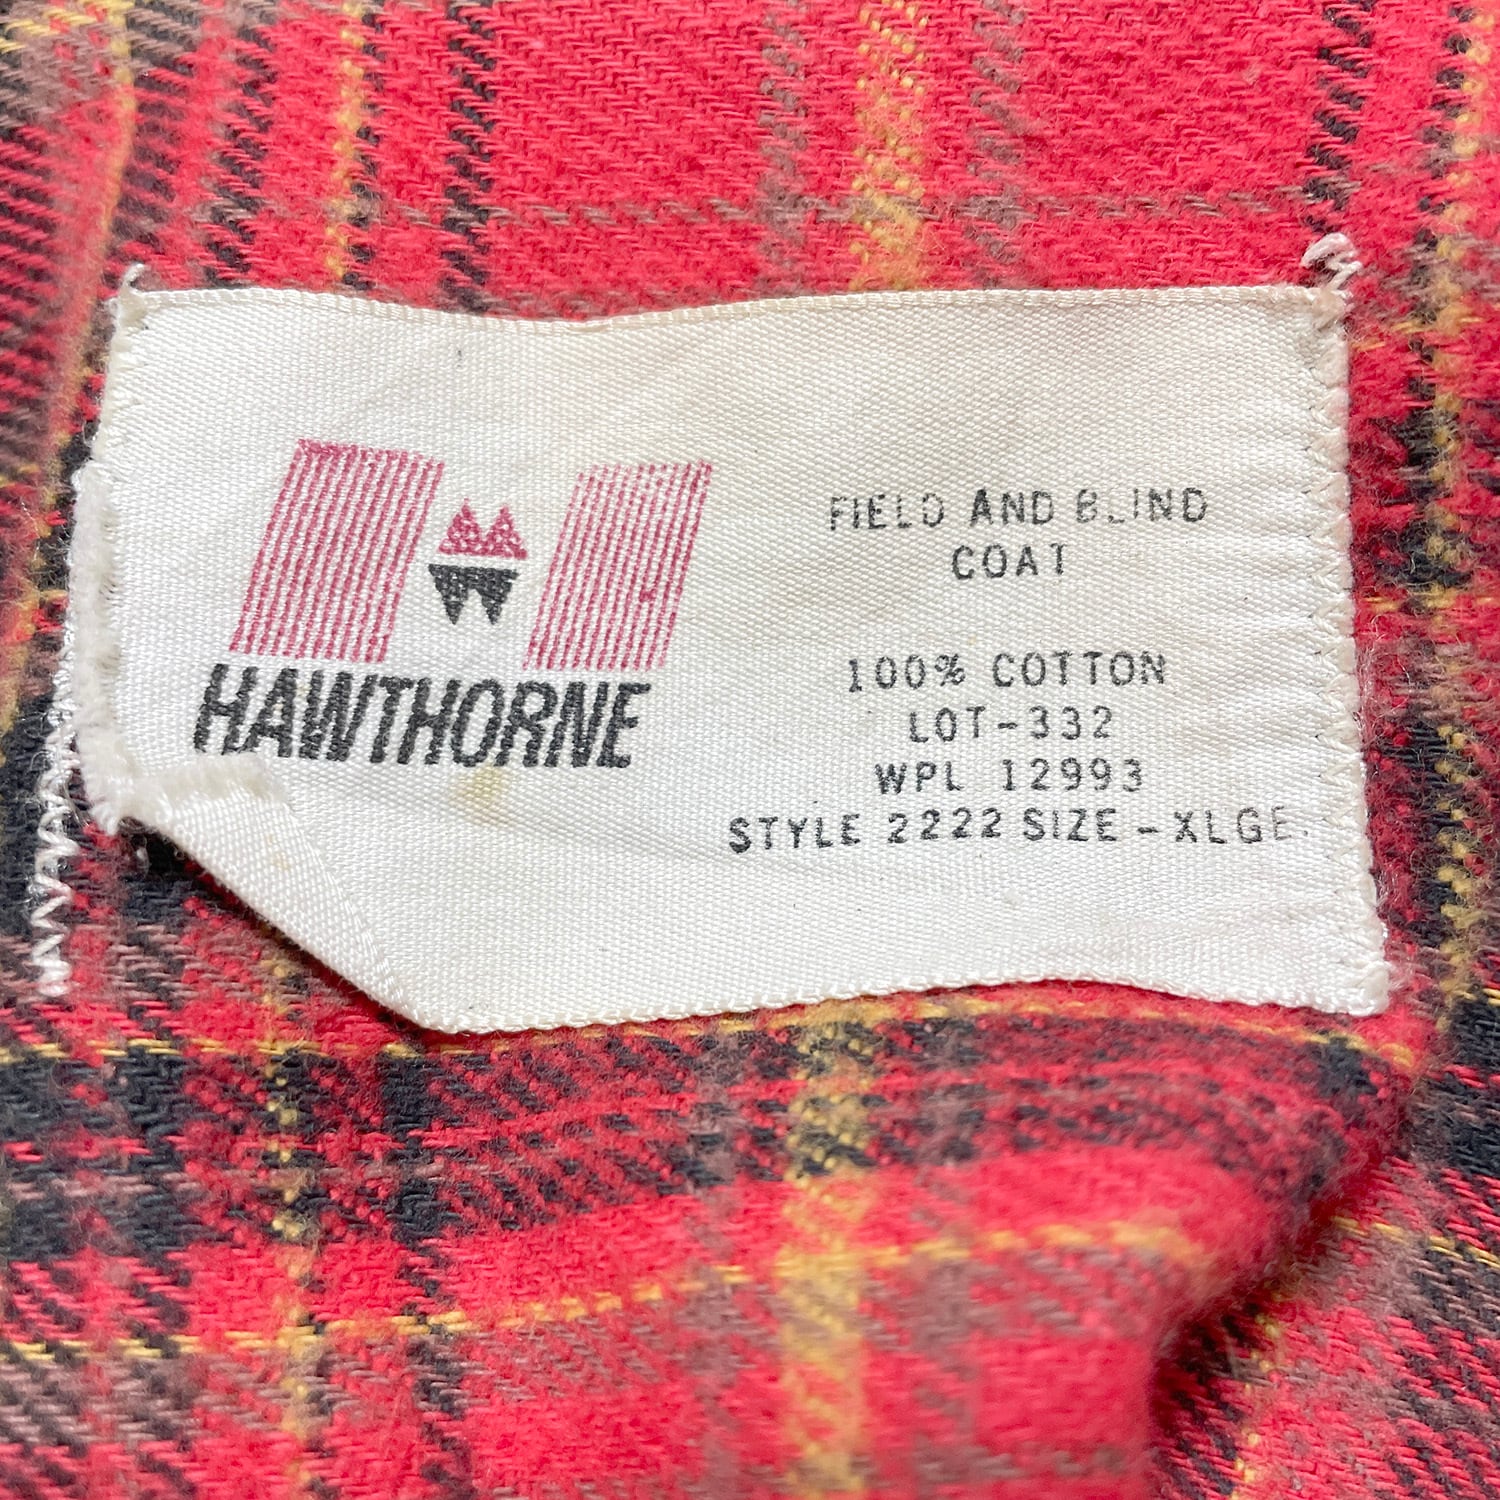 HAWTHORNE
FIELD AND BLIND
COAT
100% COTTON
LOT-332
WPL 12993
STYLE 2222 SIZE - XLGE.